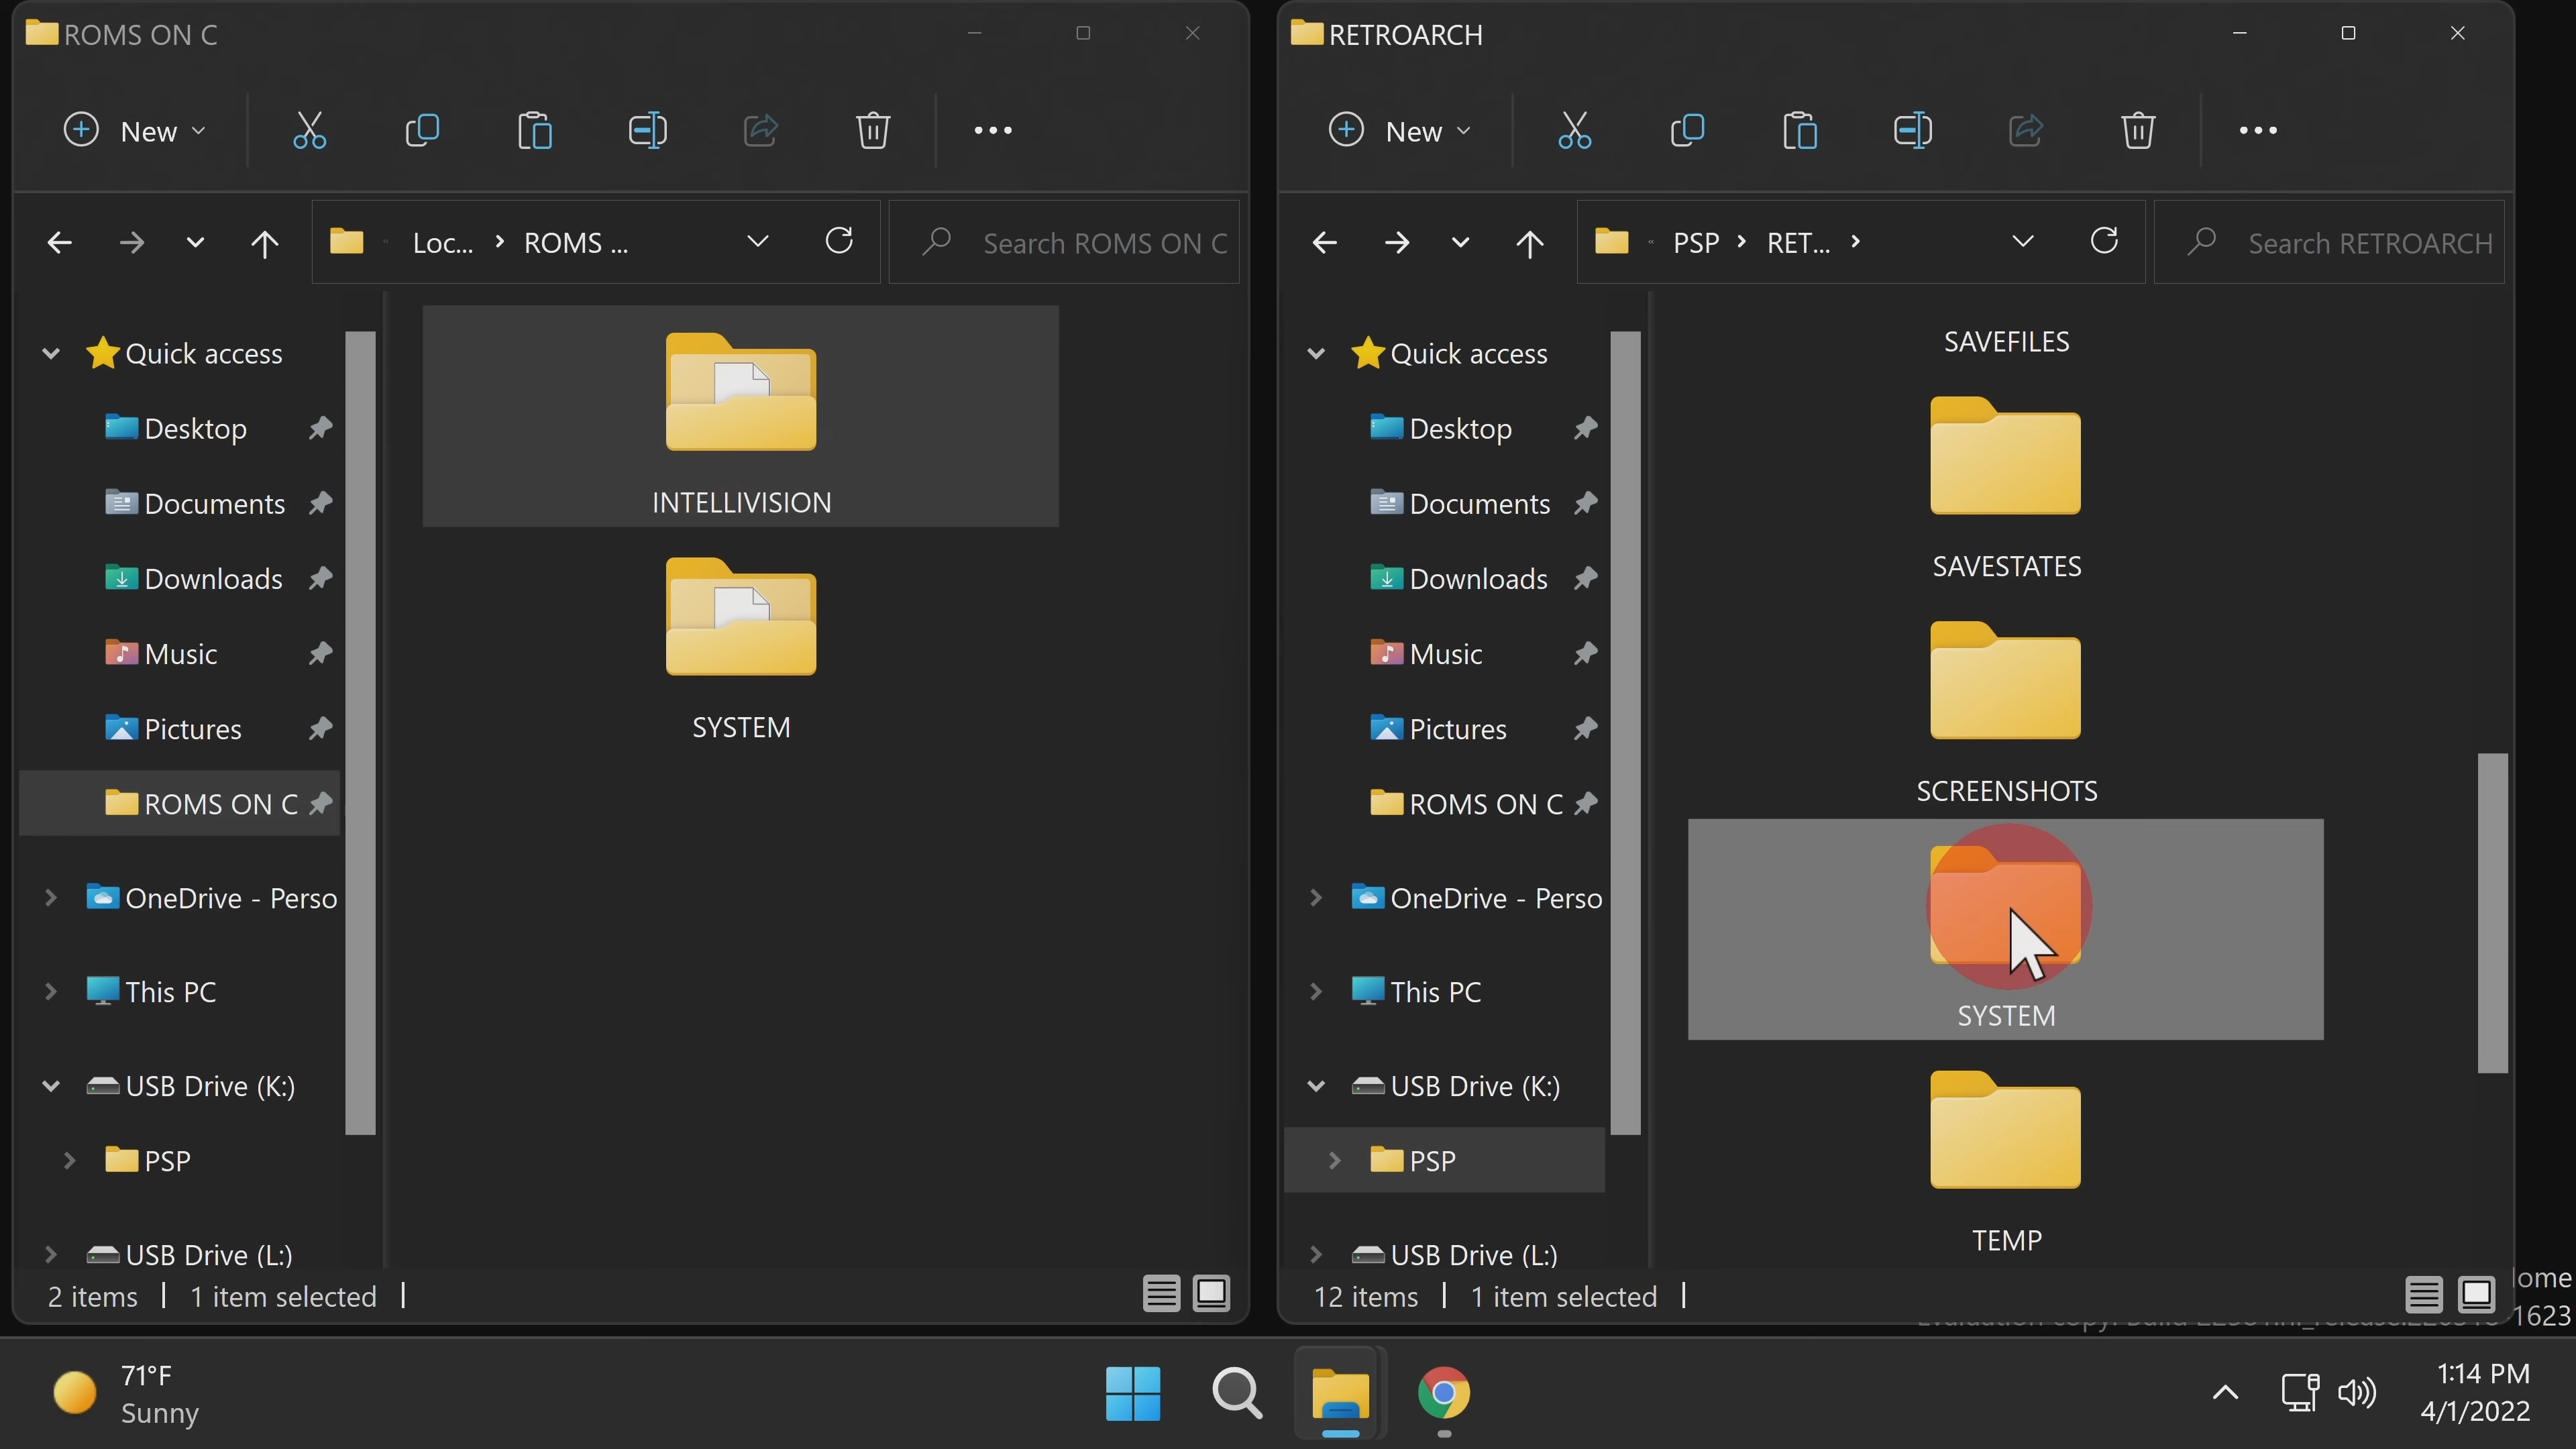 ROMS ON C
New
Loc... ROMS ...
Search ROMS ON C
Quick access
Desktop
Documents
Downloads
Music
Pictures
ROMS ON C
OneDrive - Perso
This PC
USB Drive (K:)
PSP
USB Drive (L:)
INTELLIVISION
SYSTEM
2 items
1 item selected
RETROARCH
New
PSP RET...
Search RETROARCH
Quick access
Desktop
Documents
Downloads
Music
Pictures
ROMS ON C
OneDrive - Perso
This PC
USB Drive (K:)
PSP
USB Drive (L:)
SAVEFILES
SAVESTATES
SCREENSHOTS
SYSTEM
TEMP
12 items
1 item selected
ome
1623
71°F
Sunny
1:14 PM
4/1/2022